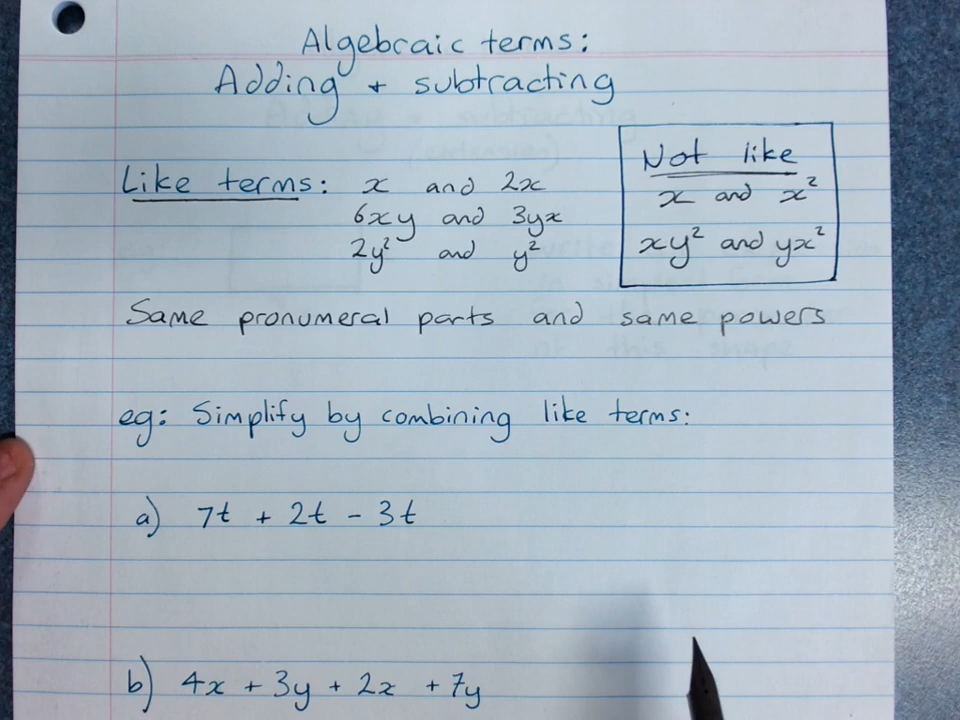 Algebraic terms:
Adding + subtracting
Like terms: x and 2x
6xy and 3yx
2y² and y²
Not like
x and x²
xy² and yx²
Same pronumeral parts and same powers
eg: Simplify by combining like terms:
a) 7t + 2t - 3t
b) 4x + 3y + 2x + 7y